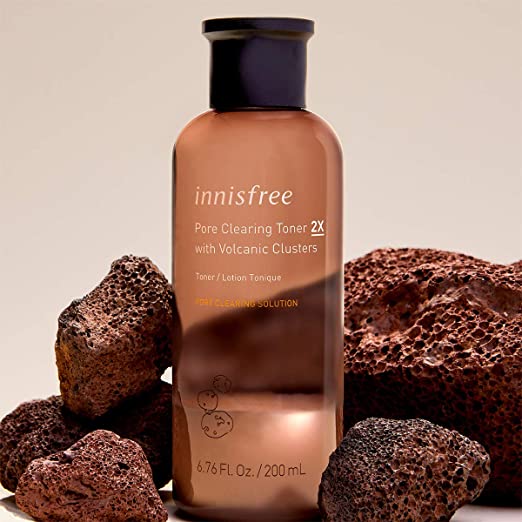 innisfree
Pore Clearing Toner 2X
with Volcanic Clusters
Toner / Lotion Tonique
PORE CLEARING SOLUTION
6.76 Fl. Oz. / 200 mL